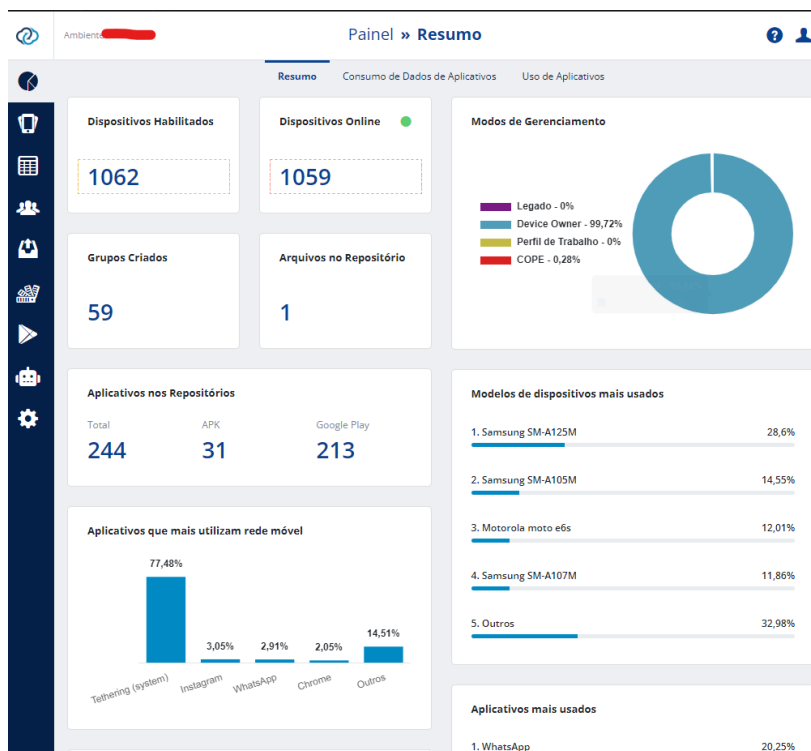 Ambiente
Painel » Resumo
Resumo
Consumo de Dados de Aplicativos
Uso de Aplicativos
Dispositivos Habilitados
1062
Dispositivos Online
1059
Modos de Gerenciamento
Legado - 0%
Device Owner - 99,72%
Perfil de Trabalho - 0%
COPE - 0,28%
Grupos Criados
59
Arquivos no Repositório
1
Aplicativos nos Repositórios
Total
244
APK
31
Google Play
213
Modelos de dispositivos mais usados
1. Samsung SM-A125M 28,6%
2. Samsung SM-A105M 14,55%
3. Motorola moto e6s 12,01%
4. Samsung SM-A107M 11,86%
5. Outros 32,98%
Aplicativos que mais utilizam rede móvel
77,48%
3,05%
2,91%
2,05%
14,51%
Tethering (system)
Instagram
WhatsApp
Chrome
Outros
Aplicativos mais usados
1. WhatsApp 20,25%